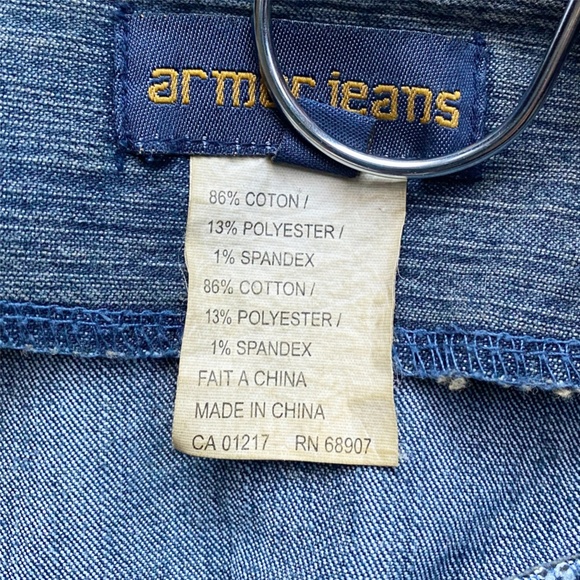 armor jeans
86% COTON /
13% POLYESTER /
1% SPANDEX
86% COTTON /
13% POLYESTER /
1% SPANDEX
FAIT A CHINA
MADE IN CHINA
CA 01217 RN 68907